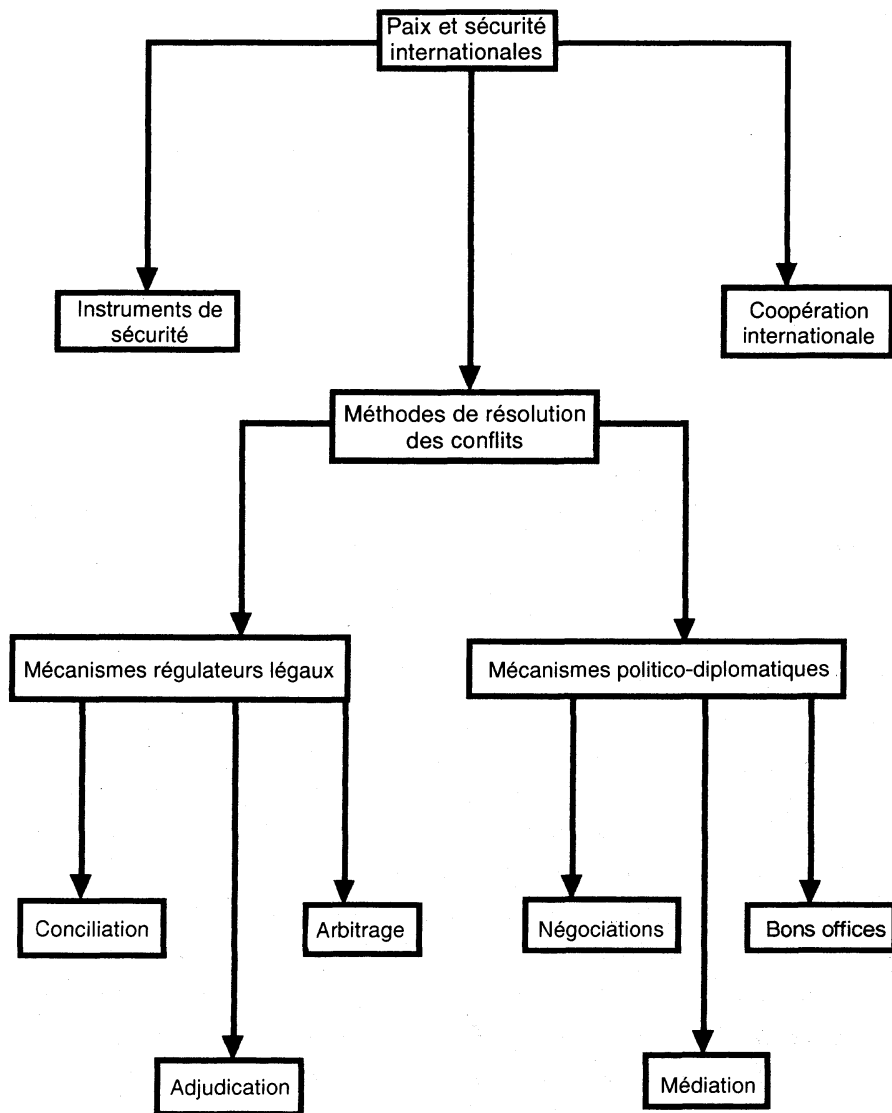 Paix et sécurité
internationales
Instruments de
sécurité
Coopération
internationale
Méthodes de résolution
des conflits
Mécanismes régulateurs légaux
Mécanismes politico-diplomatiques
Conciliation
Arbitrage
Négociations
Bons offices
Adjudication
Médiation